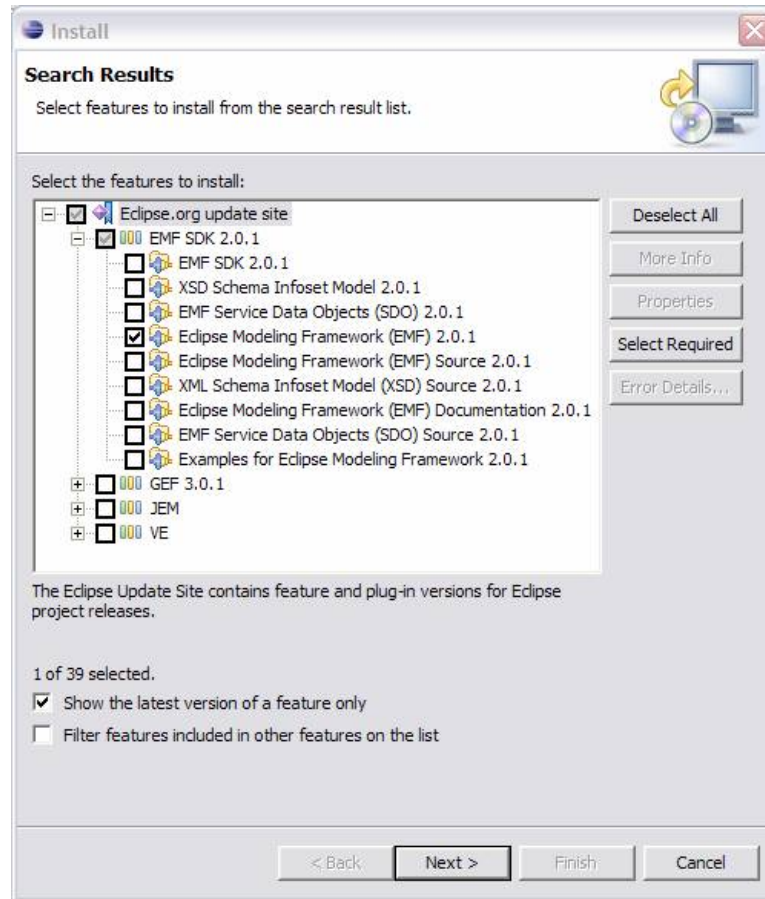 Install
Search Results
Select features to install from the search result list.
Select the features to install:
Eclipse.org update site
EMF SDK 2.0.1
EMF SDK 2.0.1
XSD Schema Infoset Model 2.0.1
EMF Service Data Objects (SDO) 2.0.1
Eclipse Modeling Framework (EMF) 2.0.1
Eclipse Modeling Framework (EMF) Source 2.0.1
XML Schema Infoset Model (XSD) Source 2.0.1
Eclipse Modeling Framework (EMF) Documentation 2.0.1
EMF Service Data Objects (SDO) Source 2.0.1
Examples for Eclipse Modeling Framework 2.0.1
GEF 3.0.1
JEM
VE
Deselect All
More Info
Properties
Select Required
Error Details...
The Eclipse Update Site contains feature and plug-in versions for Eclipse
project releases.
1 of 39 selected.
Show the latest version of a feature only
Filter features included in other features on the list
< Back
Next >
Finish
Cancel